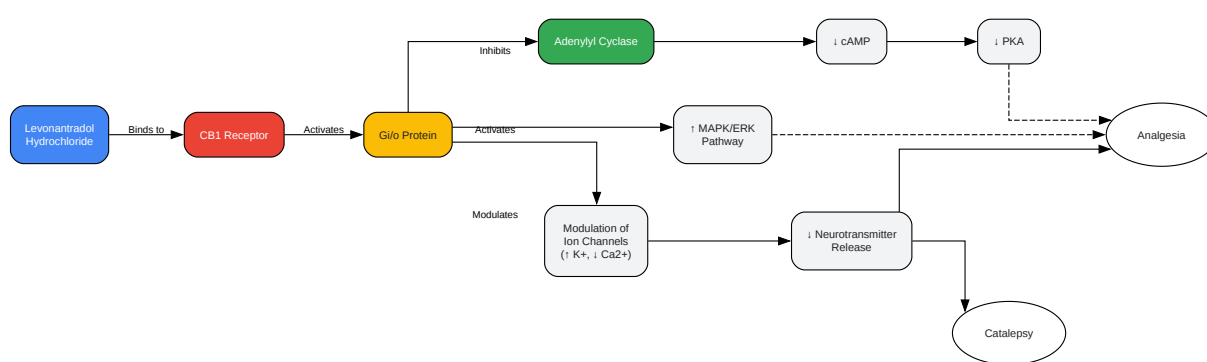 Levonantradol
Hydrochloride
Binds to
CB1 Receptor
Activates
Gi/o Protein
Inhibits
Adenylyl Cyclase
↓ cAMP
↓ PKA
Activates
↑ MAPK/ERK
Pathway
Analgesia
Modulates
Modulation of
Ion Channels
(↑ K+, ↓ Ca2+)
↓ Neurotransmitter
Release
Catalepsy